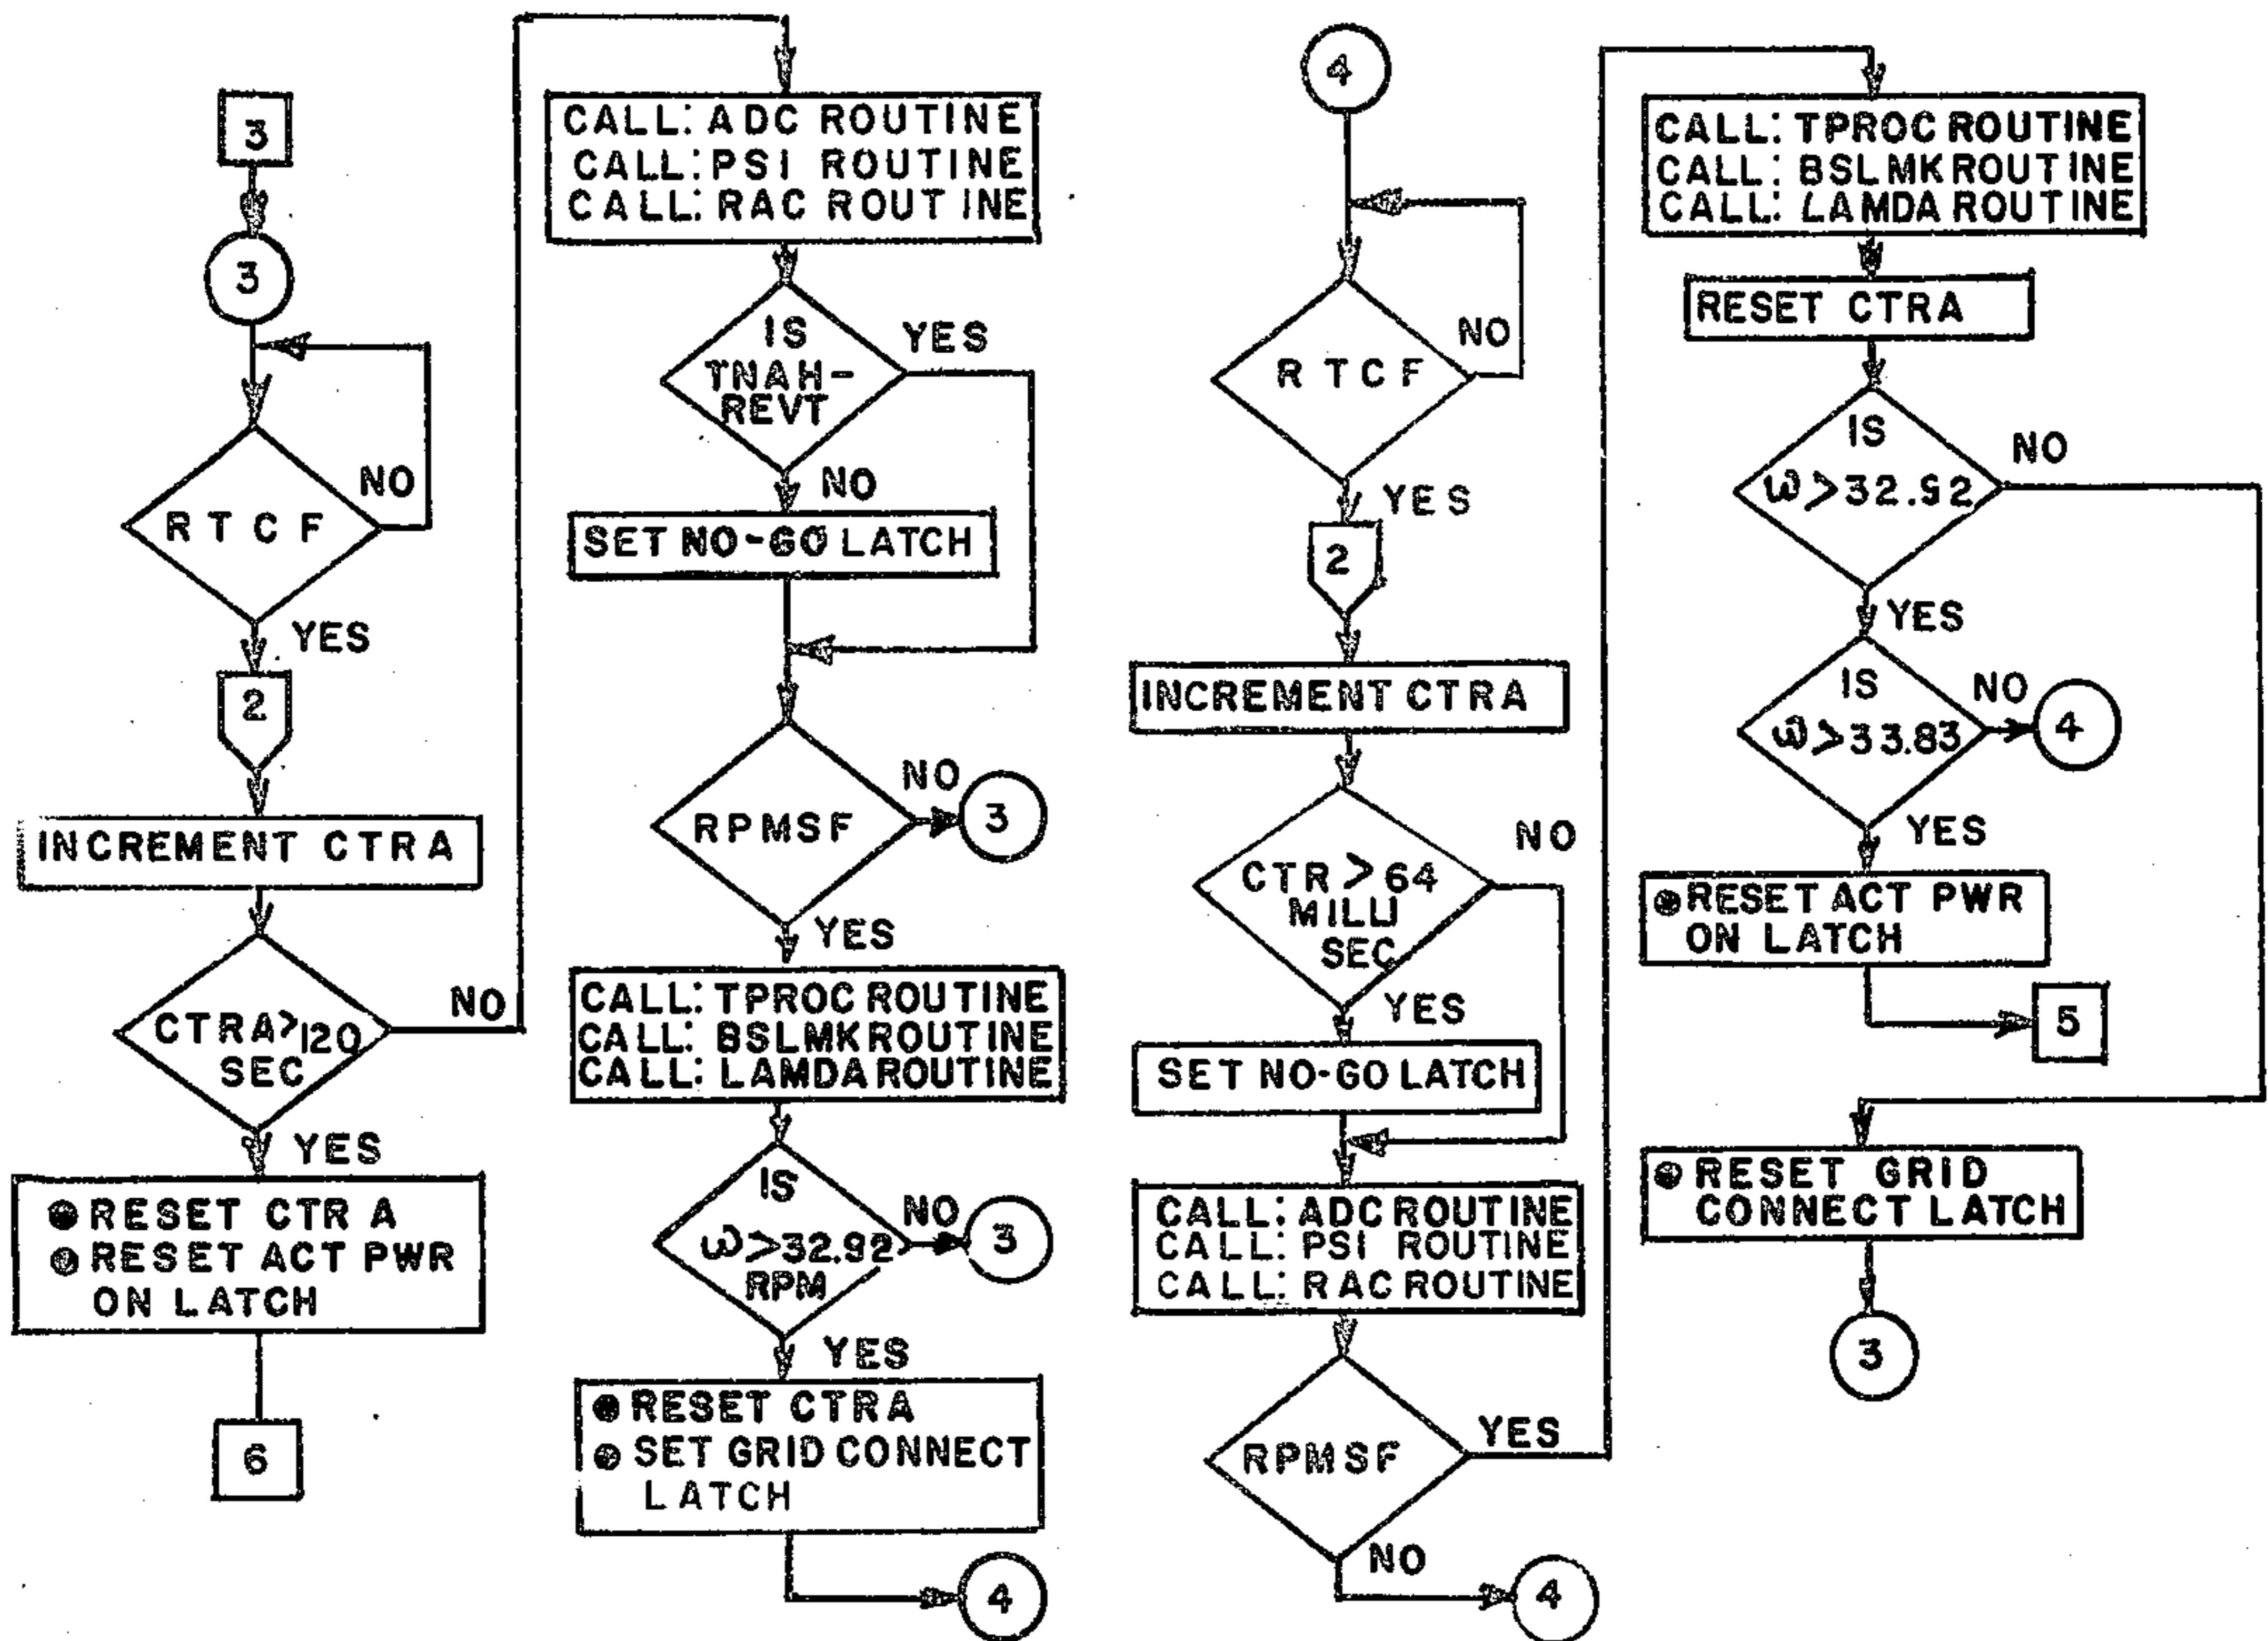 3
3
RTCF
NO
YES
2
INCREMENT CTRA
CTRA>120
SEC
NO
YES
● RESET CTR A
● RESET ACT PWR
ON LATCH
6
CALL: ADC ROUTINE
CALL: PSI ROUTINE
CALL: RAC ROUTINE
IS
TNAH-
REVT
YES
NO
SET NO-GO LATCH
RPMSF
NO
3
YES
CALL: TPROC ROUTINE
CALL: BSLMK ROUTINE
CALL: LAMDA ROUTINE
IS
ω>32.92
RPM
NO
3
YES
● RESET CTRA
● SET GRID CONNECT
LATCH
4
4
RTCF
NO
YES
2
INCREMENT CTRA
CTR>64
MILLI
SEC
NO
YES
SET NO-GO LATCH
CALL: ADC ROUTINE
CALL: PSI ROUTINE
CALL: RAC ROUTINE
RPMSF
YES
NO
4
CALL: TPROC ROUTINE
CALL: BSLMK ROUTINE
CALL: LAMDA ROUTINE
RESET CTRA
IS
ω>32.92
NO
YES
IS
ω>33.83
NO
4
YES
● RESET ACT PWR
ON LATCH
5
● RESET GRID
CONNECT LATCH
3